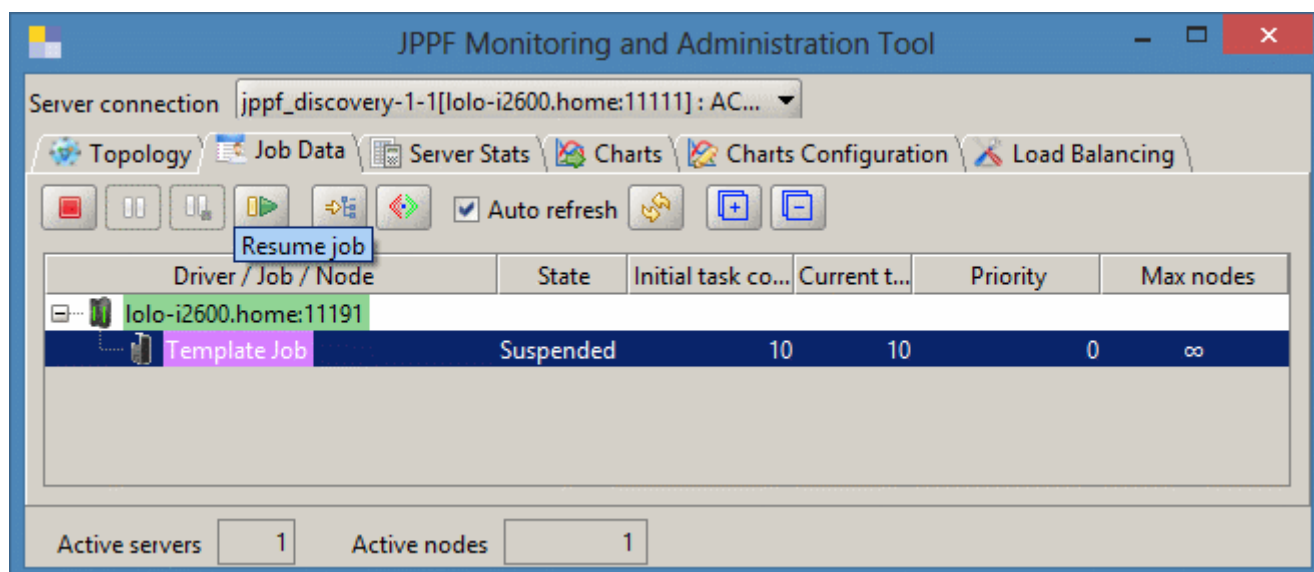 JPPF Monitoring and Administration Tool
Server connection jppf_discovery-1-1[lolo-i2600.home:11111] : AC...
Topology Job Data Server Stats Charts Charts Configuration Load Balancing
Auto refresh
Resume job
Driver / Job / Node State Initial task co... Current t... Priority Max nodes
lolo-i2600.home:11191
Template Job Suspended 10 10 0 ∞
Active servers 1 Active nodes 1